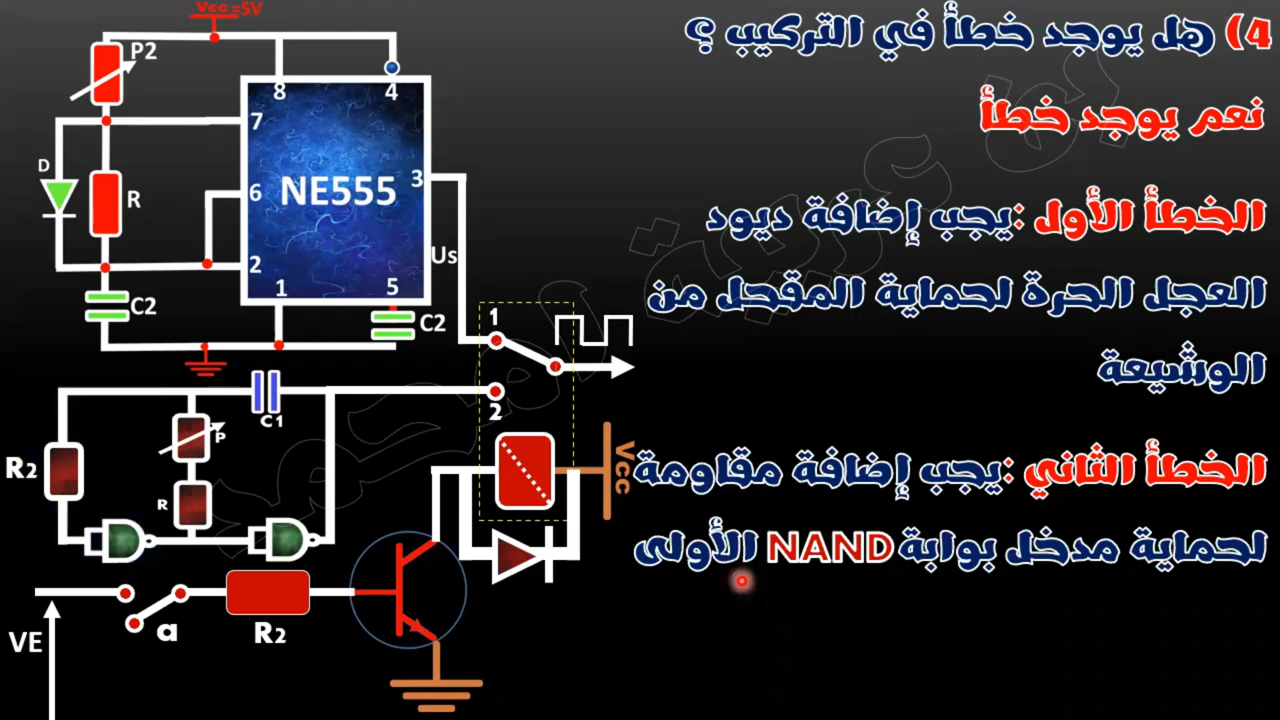 4) هل يوجد خطأ في التركيب ؟
نعم يوجد خطأ
الخطأ الأول :يجب إضافة ديود
العجل الحرة لحماية المقحل من
الوشيعة
الخطأ الثاني :يجب إضافة مقاومة
لحماية مدخل بوابة NAND الأولى
Vcc =5V
P2
8
4
7
D
R
6
NE555
3
2
Us
1
5
C2
C2
1
2
C1
P
R2
R
Vcc
VE
a
R2